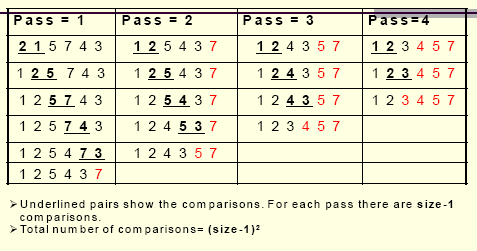 Pass = 1 Pass = 2 Pass = 3 Pass=4
2 1 5 7 4 3 1 2 5 4 3 7 1 2 4 3 5 7 1 2 3 4 5 7
1 2 5 7 4 3 1 2 5 4 3 7 1 2 4 3 5 7 1 2 3 4 5 7
1 2 5 7 4 3 1 2 5 4 3 7 1 2 4 3 5 7 1 2 3 4 5 7
1 2 5 7 4 3 1 2 4 5 3 7 1 2 3 4 5 7
1 2 5 4 7 3 1 2 4 3 5 7
1 2 5 4 3 7
➢Underlined pairs show the comparisons. For each pass there are size-1
comparisons.
➢Total number of comparisons= (size-1)²